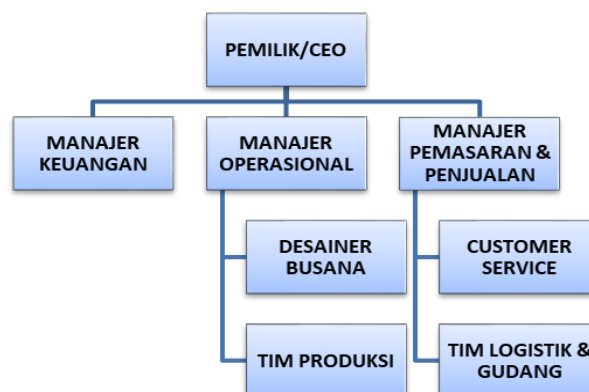 PEMILIK/CEO
MANAJER
KEUANGAN
MANAJER
OPERASIONAL
MANAJER
PEMASARAN &
PENJUALAN
DESAINER
BUSANA
CUSTOMER
SERVICE
TIM PRODUKSI
TIM LOGISTIK &
GUDANG